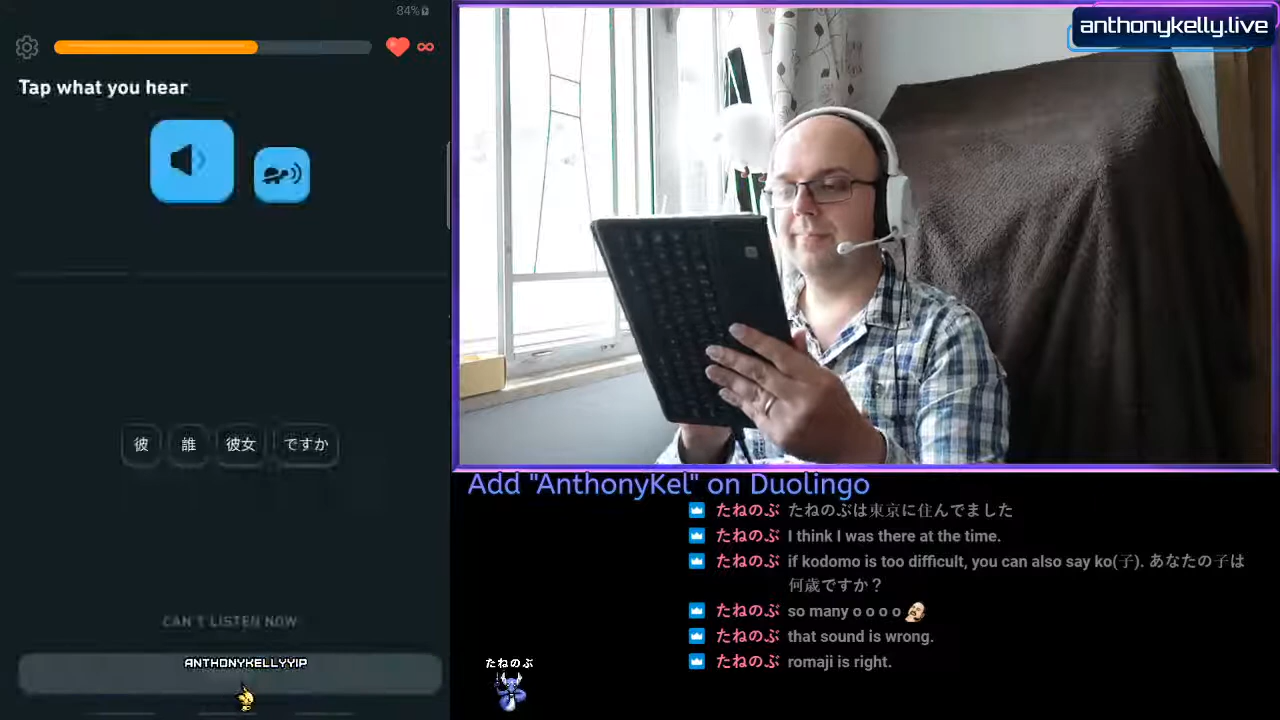 84%
∞
Tap what you hear
彼 誰 彼女 ですか
CAN'T LISTEN NOW
ANTHONYKELLYYIP
anthonykelly.live
Add "AnthonyKel" on Duolingo
たねのぶ たねのぶは東京に住んでました
たねのぶ I think I was there at the time.
たねのぶ if kodomo is too difficult, you can also say ko(子). あなたの子は
何歳ですか？
たねのぶ so many o o o o
たねのぶ that sound is wrong.
たねのぶ romaji is right.
たねのぶ